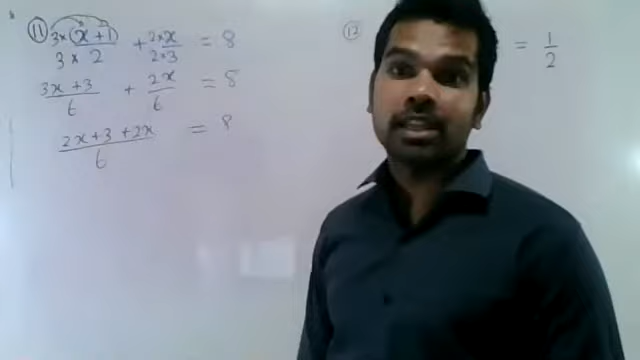 11 3×(x+1)/3×2 + 2×x/2×3 = 8
3x+3/6 + 2x/6 = 8
2x+3+2x/6 = 8
12 = 1/2